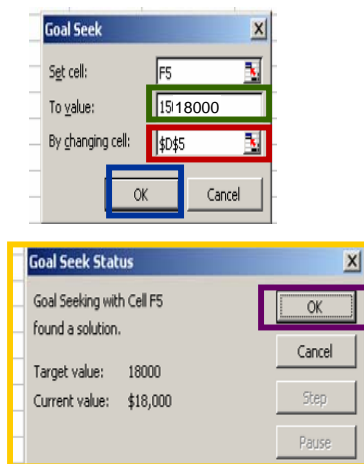 Goal Seek
Set cell: F5
To value: 15 18000
By changing cell: $D$5
OK Cancel
Goal Seek Status
Goal Seeking with Cell F5
found a solution.
Target value: 18000
Current value: $18,000
OK
Cancel
Step
Pause